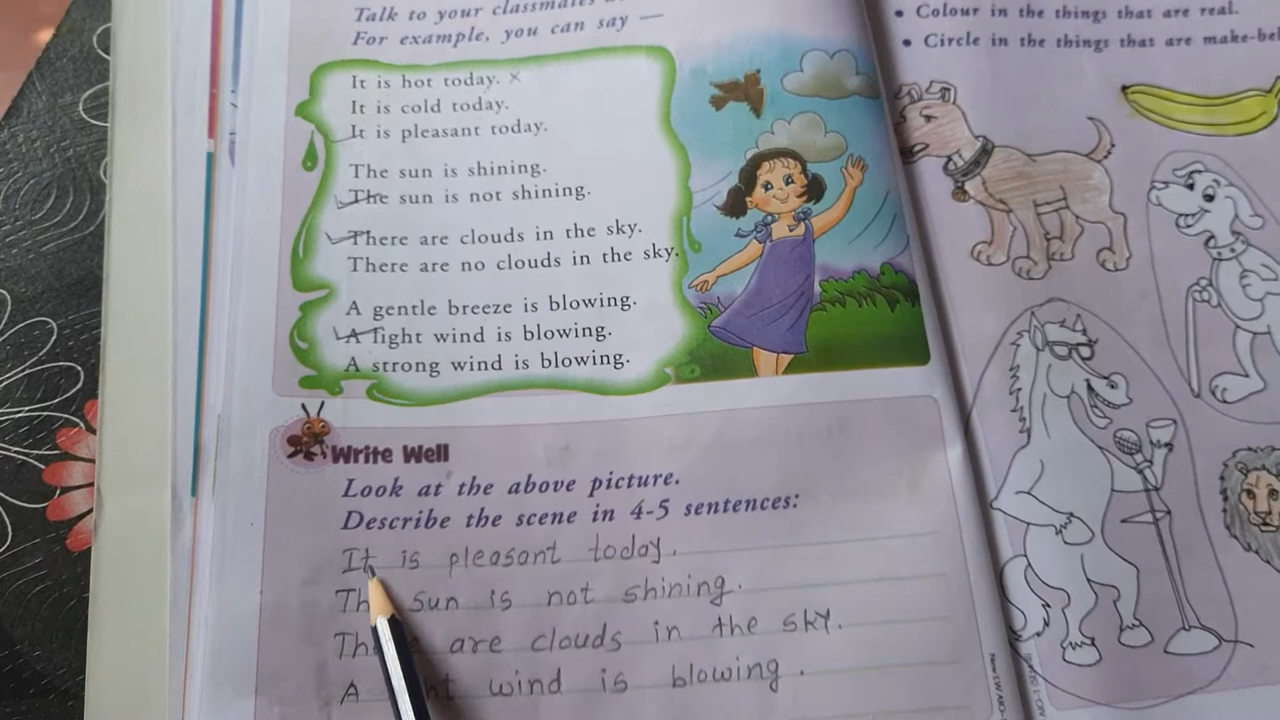 Talk to your classmates
For example, you can say —
It is hot today. ×
It is cold today.
It is pleasant today.
The sun is shining.
The sun is not shining.
There are clouds in the sky.
There are no clouds in the sky.
A gentle breeze is blowing.
A light wind is blowing.
A strong wind is blowing.
Write Well
Look at the above picture.
Describe the scene in 4-5 sentences:
It is pleasant today.
The sun is not shining.
There are clouds in the sky.
A light wind is blowing.
• Colour in the things that are real.
• Circle in the things that are make-bel